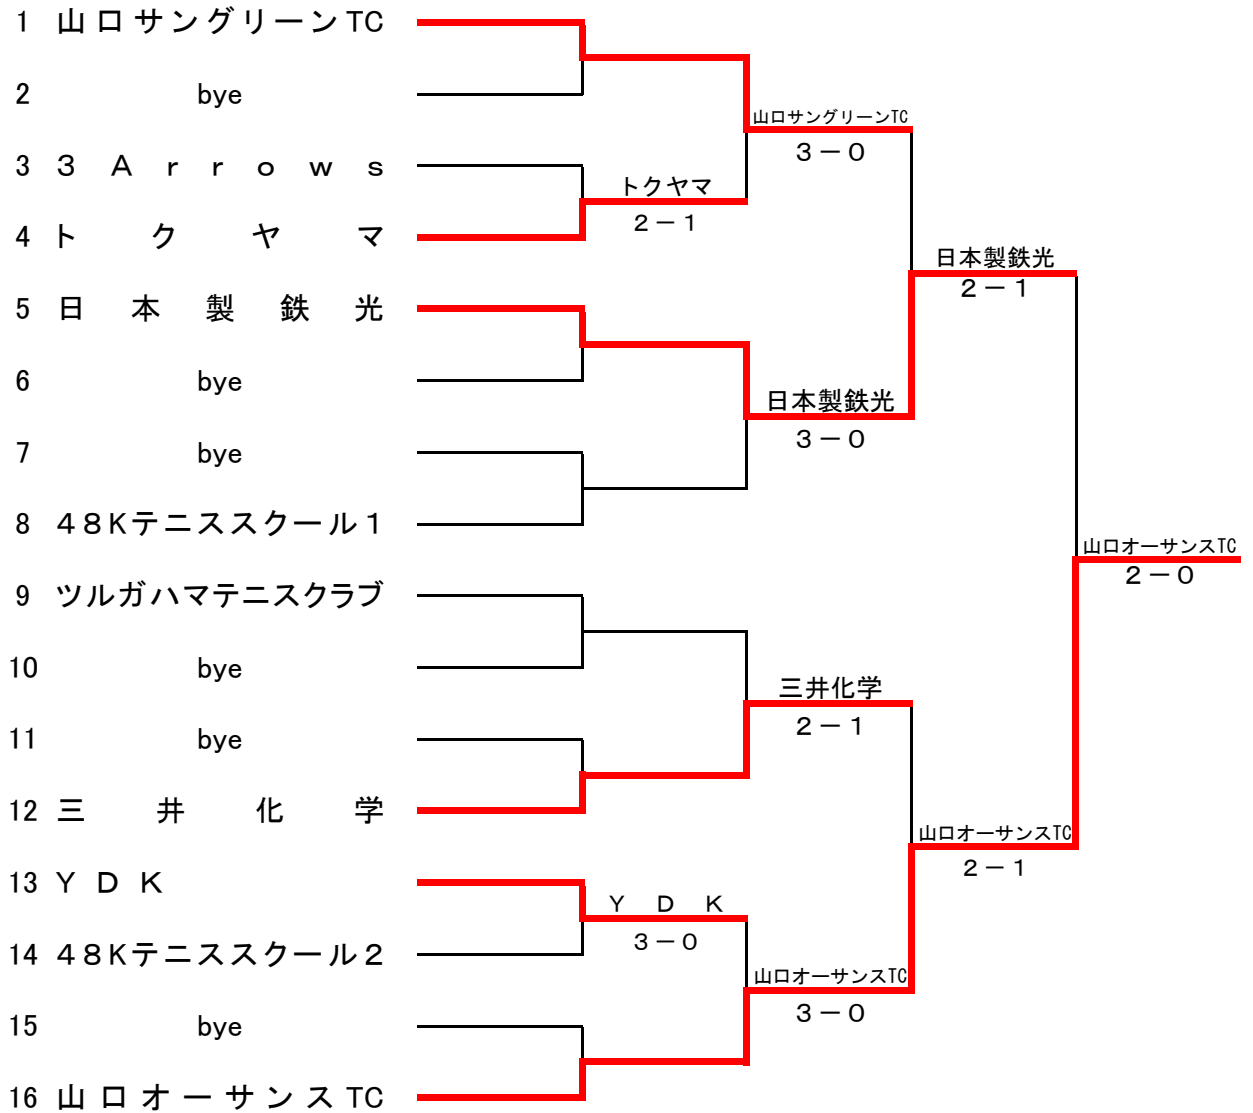 1 山口サングリーンTC
2 bye
山口サングリーンTC
3－0
3 3Arrows
トクヤマ
2－1
4 トクヤマ
日本製鉄光
2－1
5 日本製鉄光
6 bye
日本製鉄光
3－0
7 bye
8 48Kテニススクール1
山口オーサンスTC
2－0
9 ツルガハマテニスクラブ
10 bye
三井化学
2－1
11 bye
12 三井化学
山口オーサンスTC
2－1
13 YDK
YDK
3－0
14 48Kテニススクール2
山口オーサンスTC
3－0
15 bye
16 山口オーサンスTC